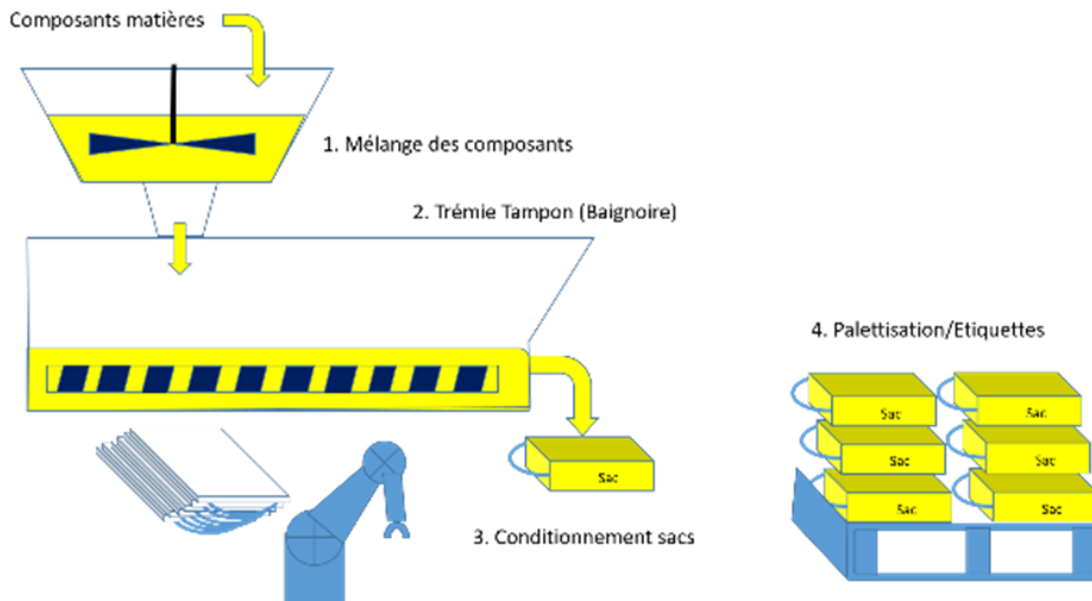 Composants matières
1. Mélange des composants
2. Trémie Tampon (Baignoire)
4. Palettisation/Etiquettes
Sac
Sac
Sac
Sac
Sac
Sac
Sac
3. Conditionnement sacs